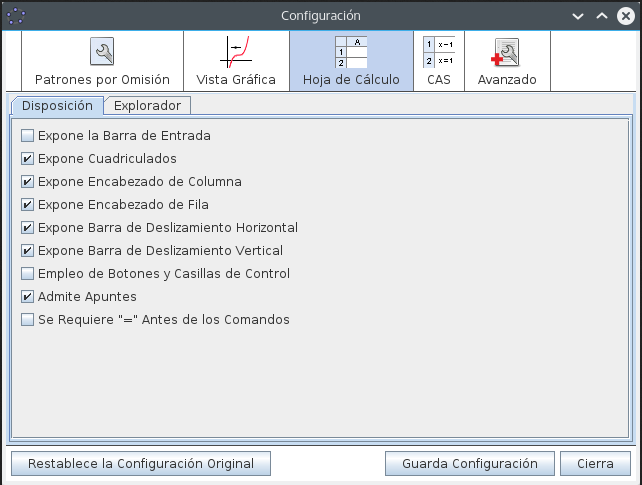 Configuración
Patrones por Omisión
Vista Gráfica
A
1
2
Hoja de Cálculo
1 x-1
2 x=1
CAS
Avanzado
Disposición
Explorador
Expone la Barra de Entrada
Expone Cuadriculados
Expone Encabezado de Columna
Expone Encabezado de Fila
Expone Barra de Deslizamiento Horizontal
Expone Barra de Deslizamiento Vertical
Empleo de Botones y Casillas de Control
Admite Apuntes
Se Requiere "=" Antes de los Comandos
Restablece la Configuración Original
Guarda Configuración
Cierra